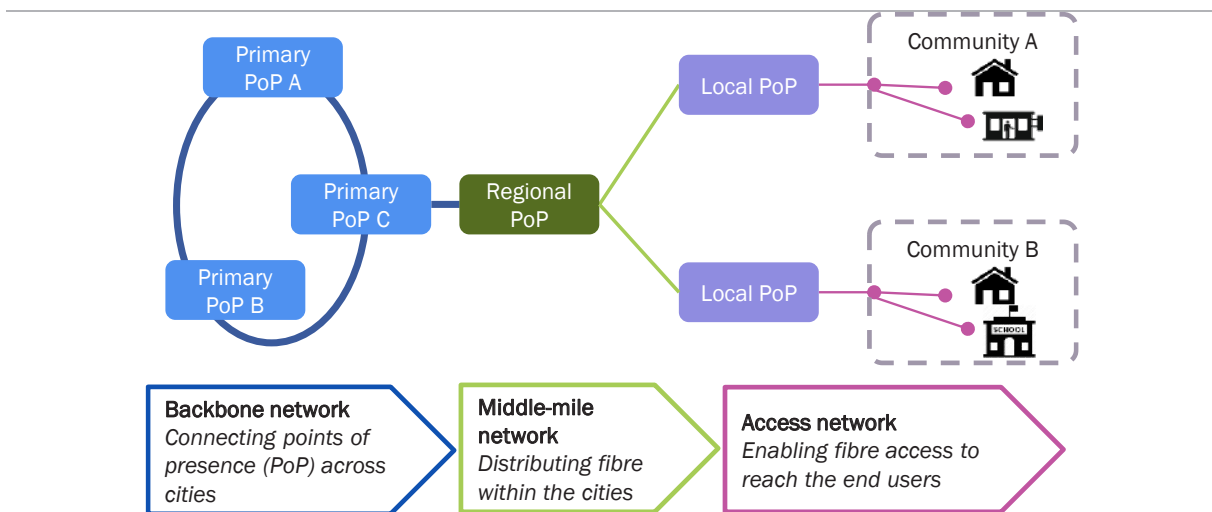 Primary
PoP A
Primary
PoP C
Primary
PoP B
Regional
PoP
Local PoP
Community A
Local PoP
Community B
SCHOOL
Backbone network
Connecting points of
presence (PoP) across
cities
Middle-mile
network
Distributing fibre
within the cities
Access network
Enabling fibre access to
reach the end users